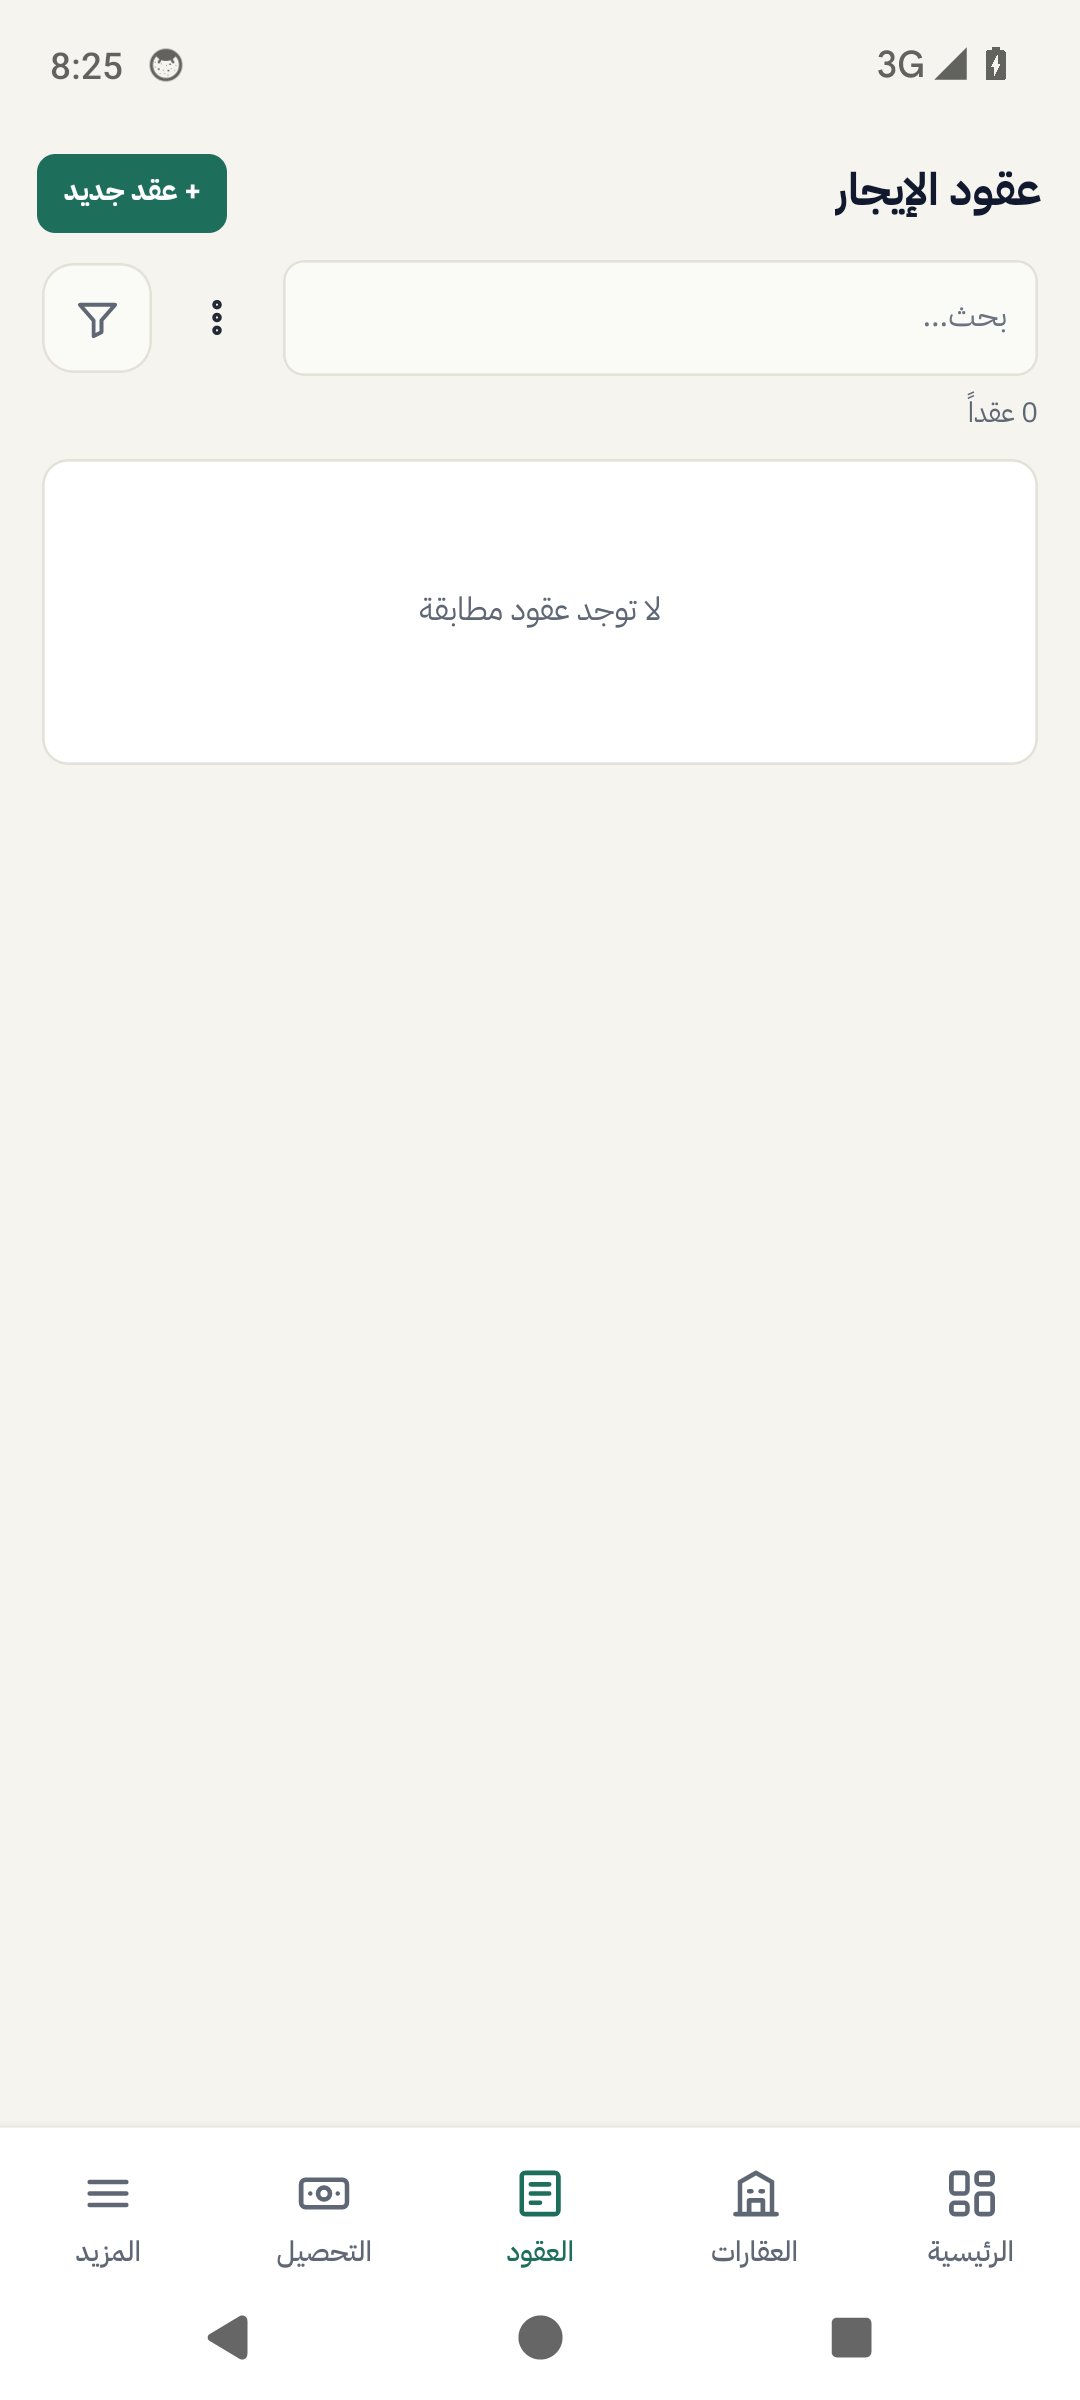 8:25
3G
عقود الإيجار
+ عقد جديد
بحث...
0 عقداً
لا توجد عقود مطابقة
الرئيسية
العقارات
العقود
التحصيل
المزيد